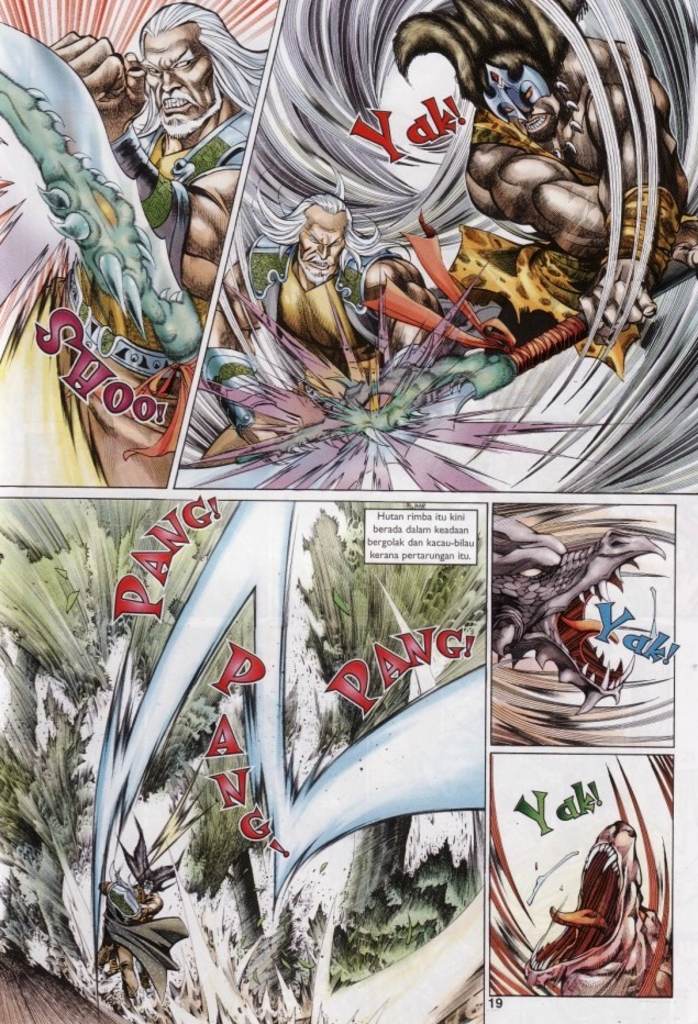 SHOO!
Yak!
PANG!
PANG!
PANG!
PANG!
Hutan rimba itu kini
berada dalam keadaan
bergolak dan kacau-bilau
kerana pertarungan itu.
Yak!
Yak!
19